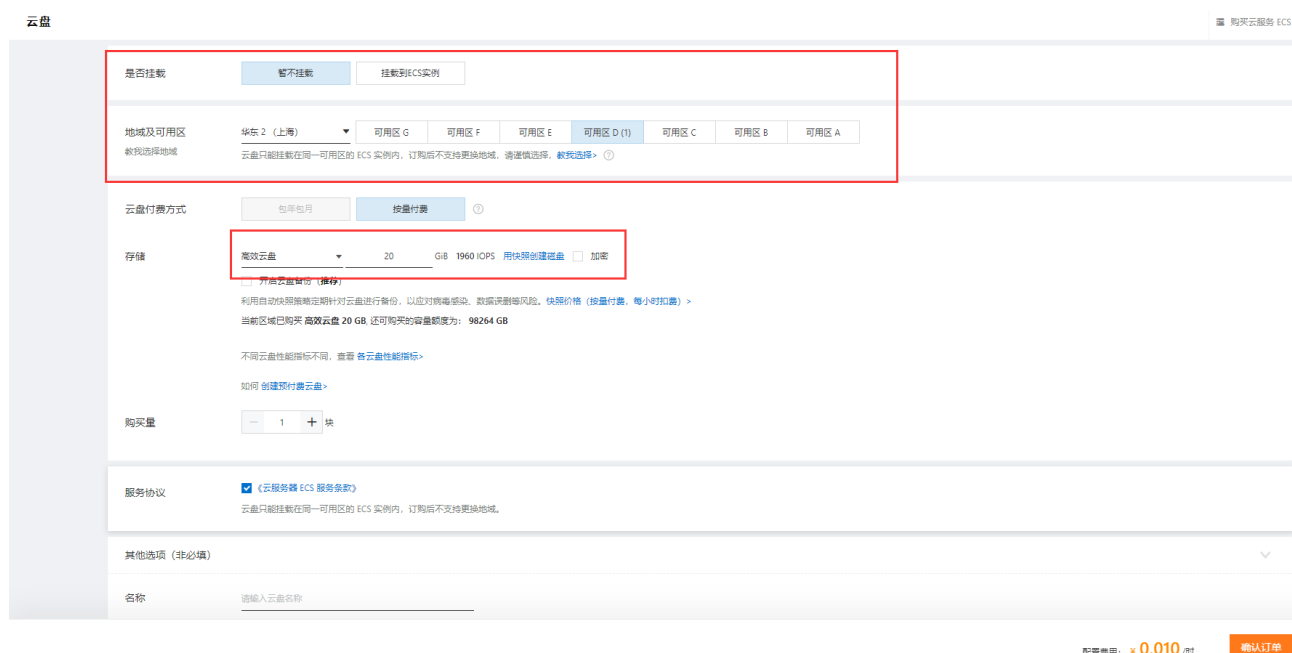 云盘
购买云服务 ECS
是否挂载 暂不挂载 挂载到ECS实例
地域及可用区 华东 2 （上海） 可用区 G 可用区 F 可用区 E 可用区 D (1) 可用区 C 可用区 B 可用区 A
教我选择地域 云盘只能挂载在同一可用区的 ECS 实例内，订购后不支持更换地域，请谨慎选择，教我选择> ?
云盘付费方式 包年包月 按量付费 ?
存储 高效云盘 20 GiB 1960 IOPS 用快照创建磁盘 加密
开启云盘备份（推荐）
利用自动快照策略定期针对云盘进行备份，以应对病毒感染、数据误删等风险。快照价格（按量付费，每小时扣费）>
当前区域已购买 高效云盘 20 GB, 还可购买的容量额度为： 98264 GB
不同云盘性能指标不同，查看 各云盘性能指标>
如何 创建预付费云盘>
购买量 − 1 + 块
服务协议 《云服务器 ECS 服务条款》
云盘只能挂载在同一可用区的 ECS 实例内，订购后不支持更换地域。
其他选项（非必填）
名称 请输入云盘名称
配置费用： ¥ 0.010 /时 确认订单